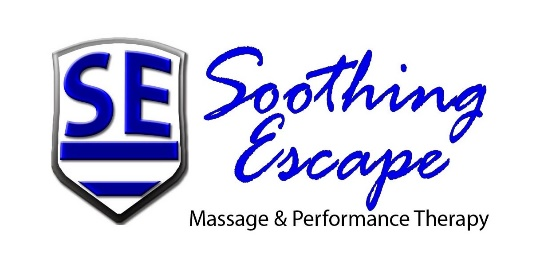 SE
Soothing
Escape
Massage & Performance Therapy